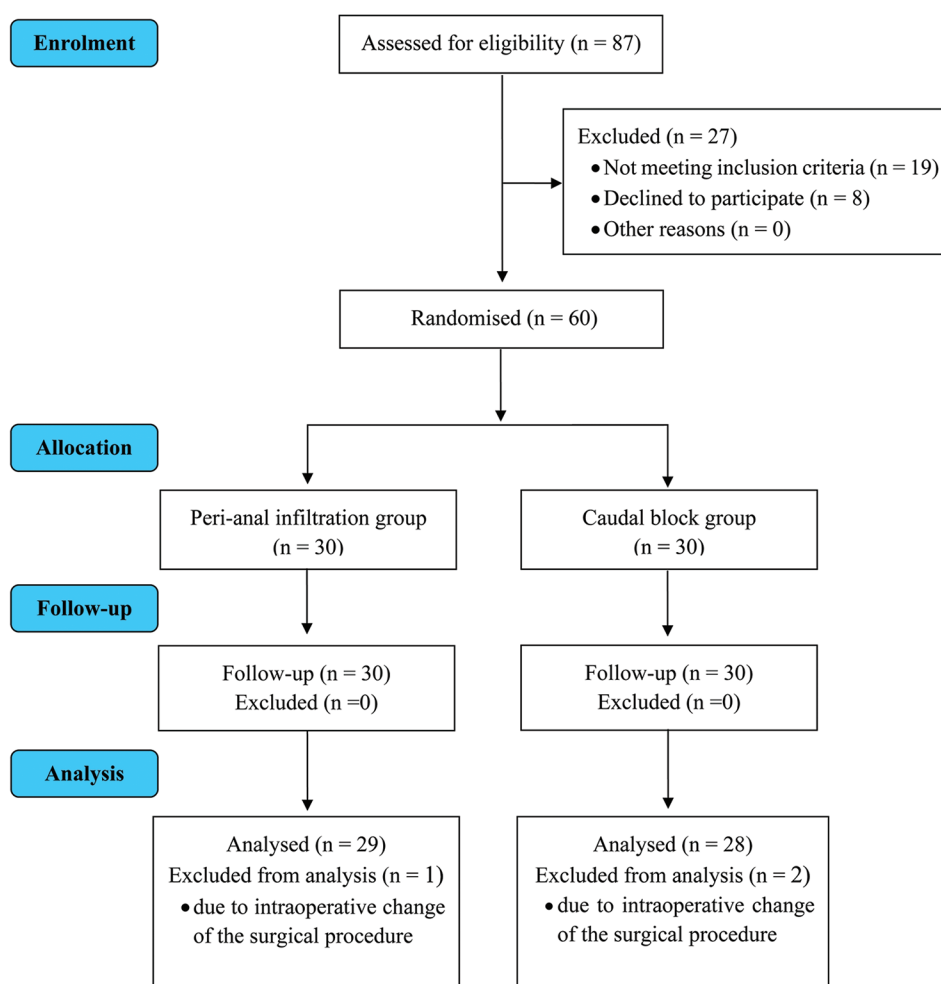 Enrolment
Assessed for eligibility (n = 87)
Excluded (n = 27)
•Not meeting inclusion criteria (n = 19)
•Declined to participate (n = 8)
•Other reasons (n = 0)
Randomised (n = 60)
Allocation
Peri-anal infiltration group
(n = 30)
Caudal block group
(n = 30)
Follow-up
Follow-up (n = 30)
Excluded (n =0)
Follow-up (n = 30)
Excluded (n =0)
Analysis
Analysed (n = 29)
Excluded from analysis (n = 1)
•due to intraoperative change
of the surgical procedure
Analysed (n = 28)
Excluded from analysis (n = 2)
•due to intraoperative change
of the surgical procedure